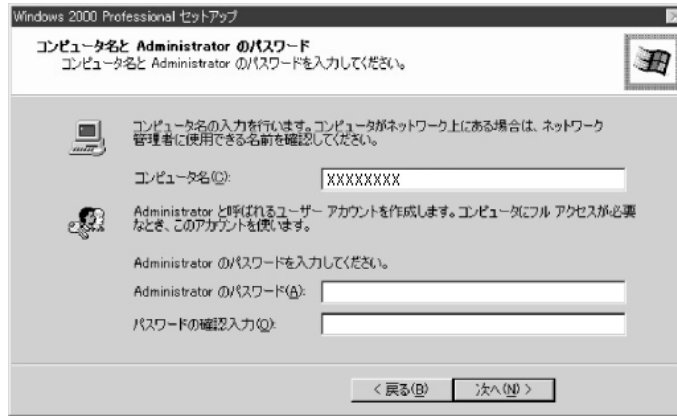 Windows 2000 Professional セットアップ
コンピュータ名と Administrator のパスワード
コンピュータ名と Administrator のパスワードを入力してください。
コンピュータ名の入力を行います。コンピュータがネットワーク上にある場合は、ネットワーク
管理者に使用できる名前を確認してください。
コンピュータ名(C):
XXXXXXXX
Administrator と呼ばれるユーザー アカウントを作成します。コンピュータにフル アクセスが必要
なとき、このアカウントを使います。
Administrator のパスワードを入力してください。
Administrator のパスワード(A):
パスワードの確認入力(O):
< 戻る(B)
次へ(N) >